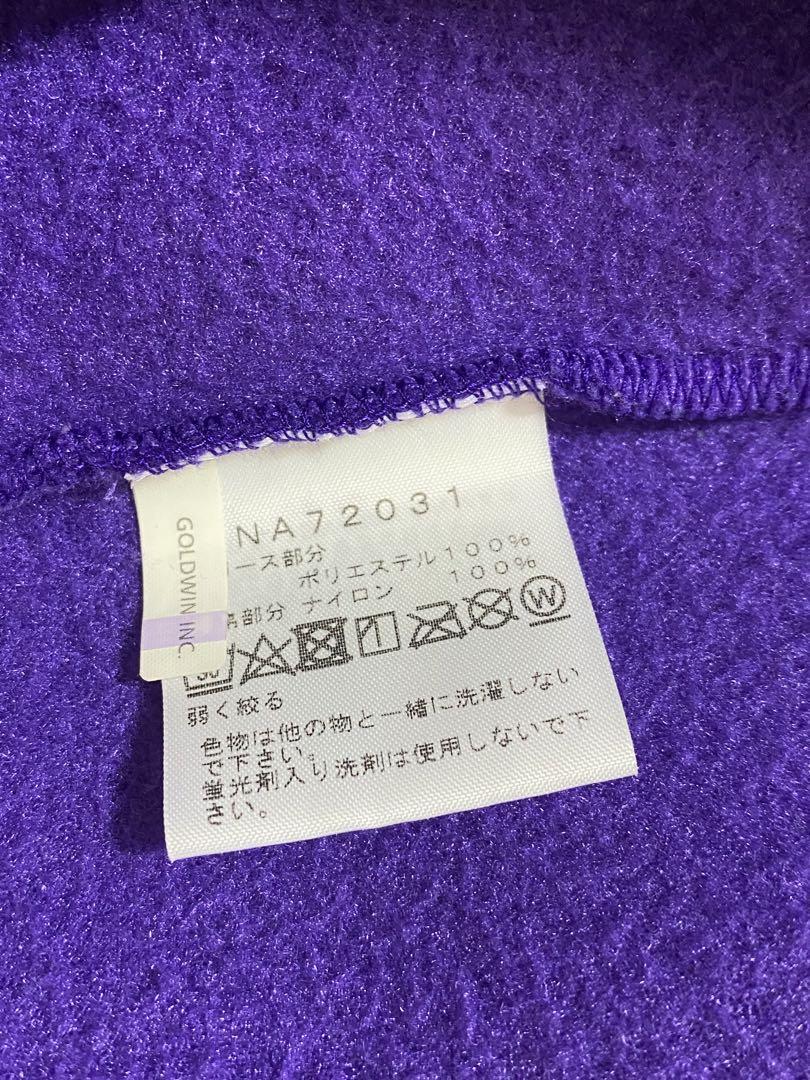 GOLDWIN INC.
NA72031
ース部分
ポリエステル100%
部分 ナイロン 100%
弱く絞る
色物は他の物と一緒に洗濯しない
で下さい。
蛍光剤入り洗剤は使用しないで下
さい。